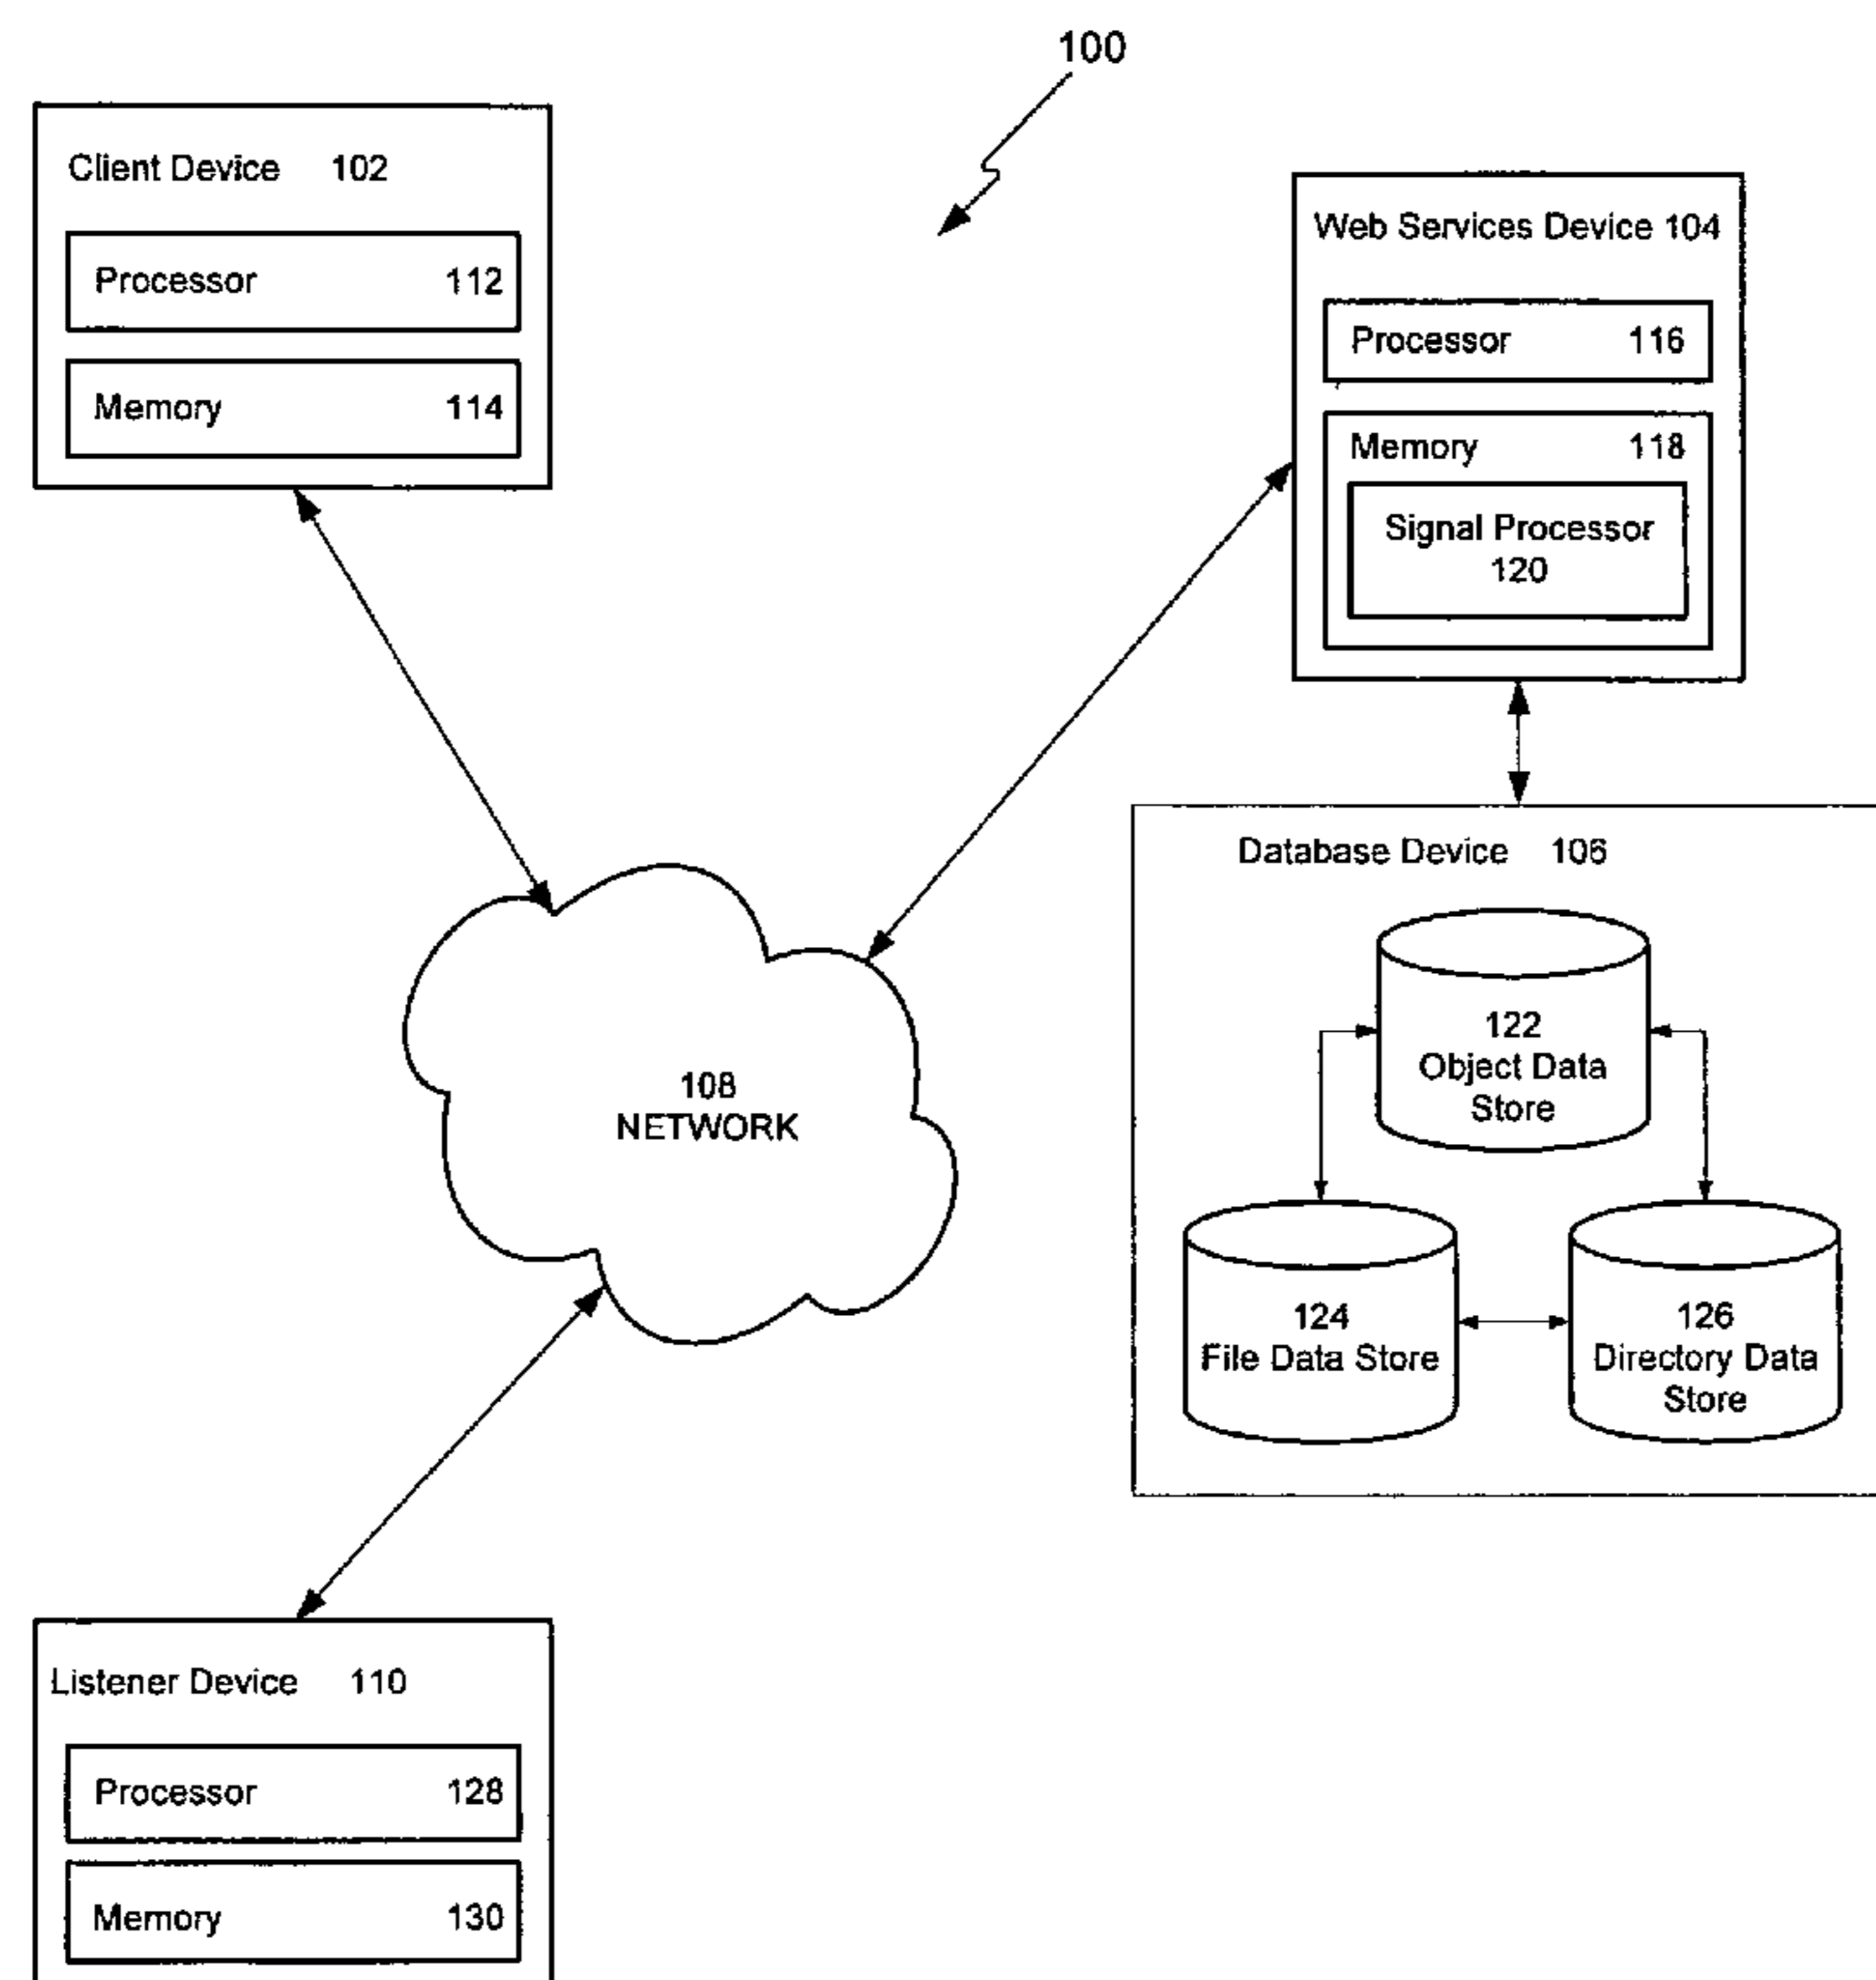 100
Client Device 102
Processor 112
Memory 114
Web Services Device 104
Processor 116
Memory 118
Signal Processor
120
Database Device 106
122
Object Data
Store
124
File Data Store
126
Directory Data
Store
108
NETWORK
Listener Device 110
Processor 128
Memory 130